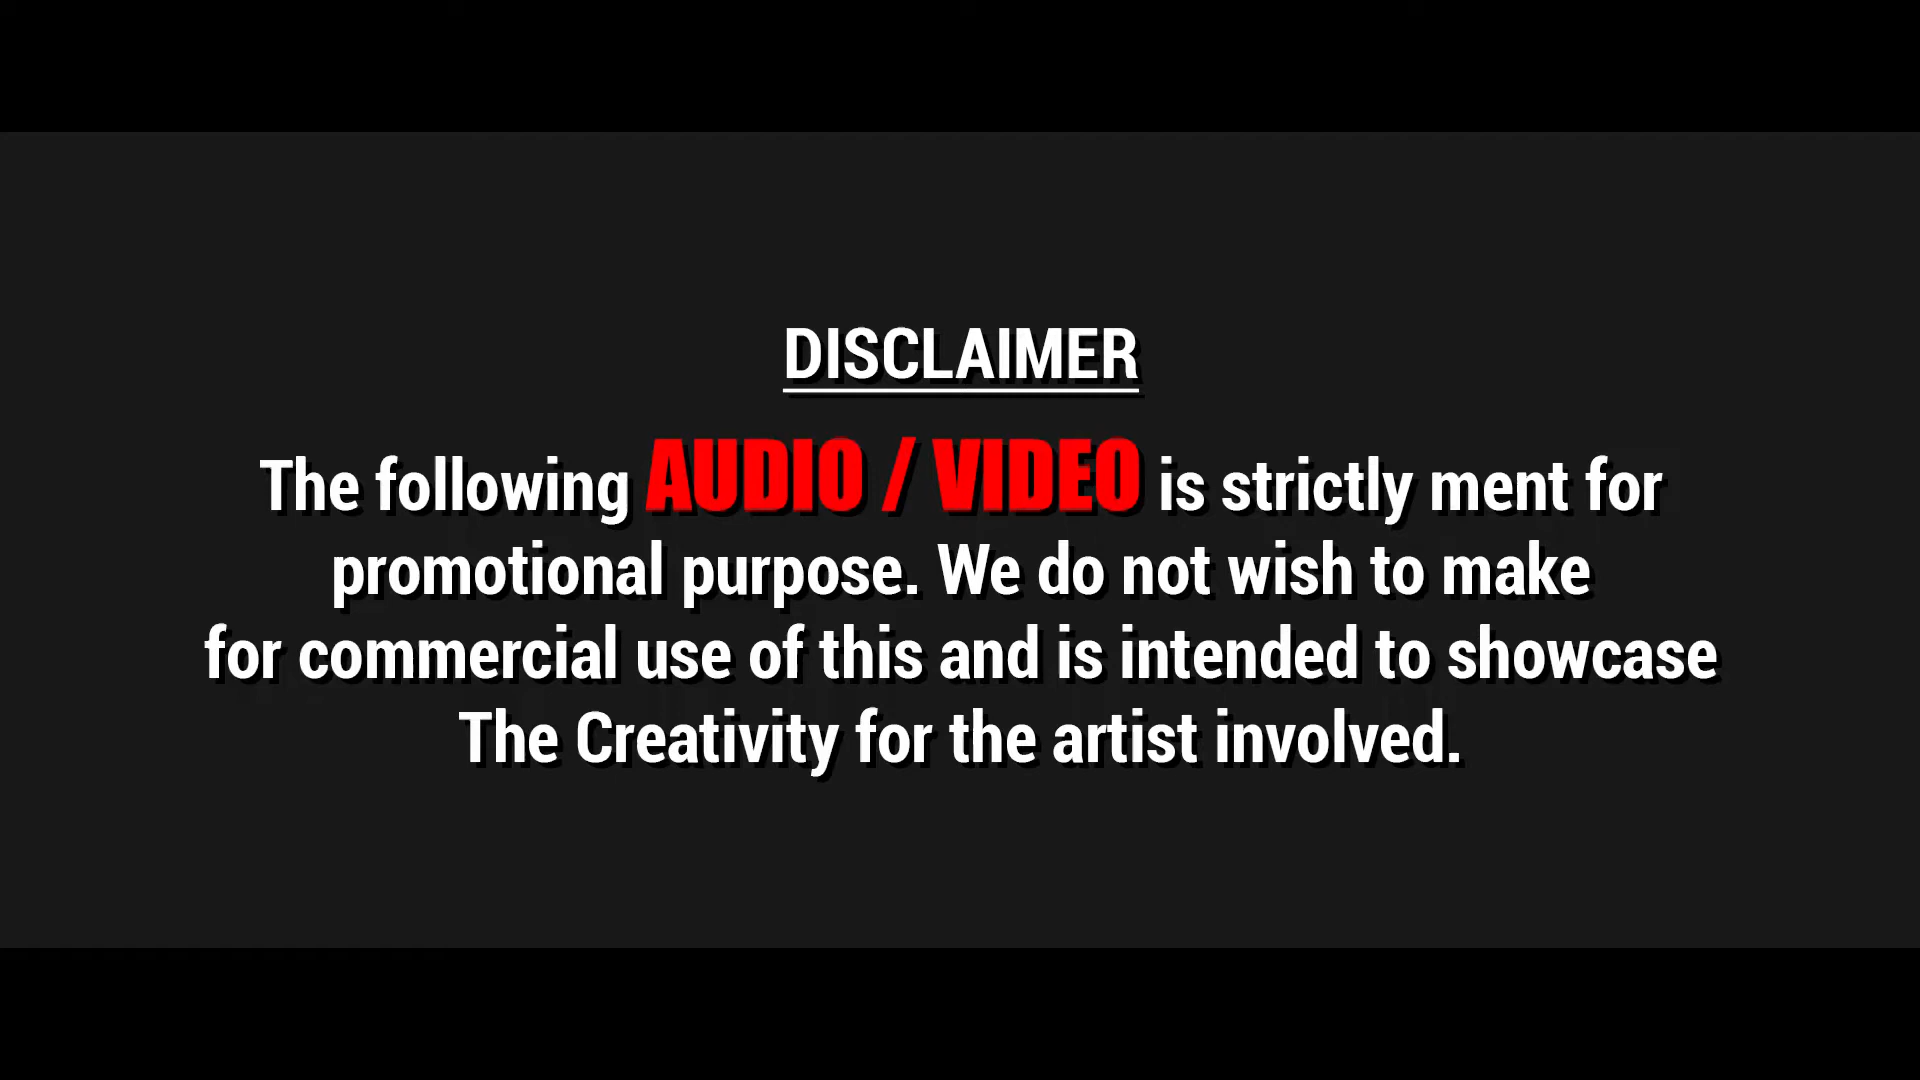 DISCLAIMER
The following AUDIO / VIDEO is strictly ment for
promotional purpose. We do not wish to make
for commercial use of this and is intended to showcase
The Creativity for the artist involved.